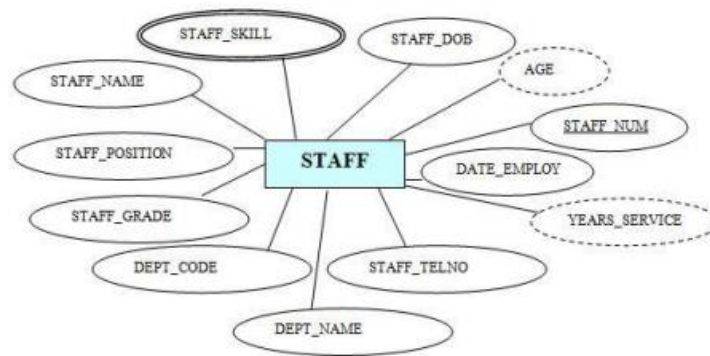 STAFF_SKILL
STAFF_DOB
AGE
STAFF_NAME
STAFF_NUM
STAFF_POSITION
STAFF
DATE_EMPLOY
STAFF_GRADE
YEARS_SERVICE
DEPT_CODE
STAFF_TELNO
DEPT_NAME